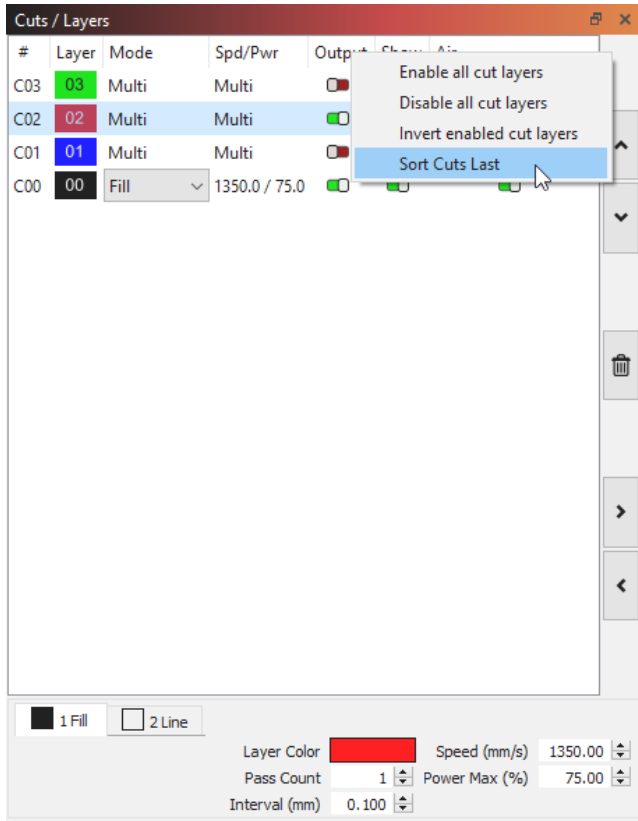 Cuts / Layers
# Layer Mode Spd/Pwr Output Show Air
C03 03 Multi Multi
C02 02 Multi Multi
C01 01 Multi Multi
C00 00 Fill 1350.0 / 75.0
Enable all cut layers
Disable all cut layers
Invert enabled cut layers
Sort Cuts Last
1 Fill 2 Line
Layer Color Speed (mm/s) 1350.00
Pass Count 1 Power Max (%) 75.00
Interval (mm) 0.100